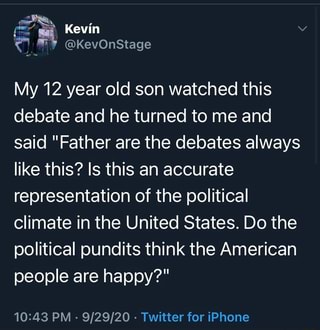 Kevín
@KevOnStage
My 12 year old son watched this
debate and he turned to me and
said "Father are the debates always
like this? Is this an accurate
representation of the political
climate in the United States. Do the
political pundits think the American
people are happy?"
10:43 PM · 9/29/20 · Twitter for iPhone